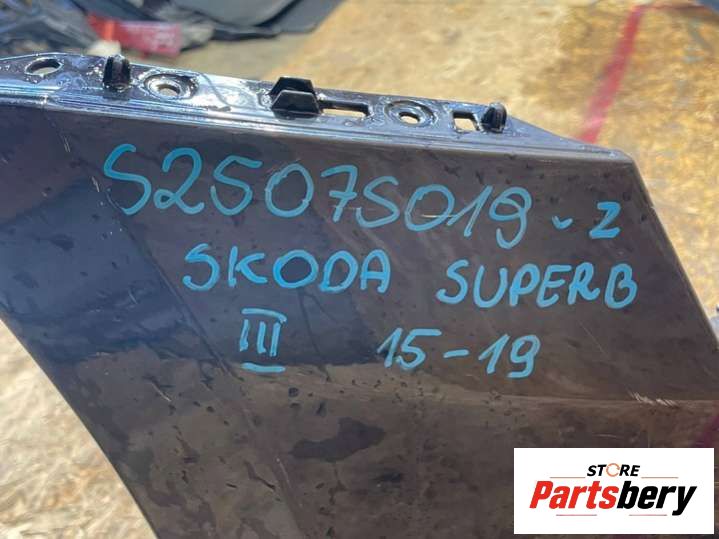 S2507S019-2
SKODA SUPERB
III 15-19
STORE
Partsbery